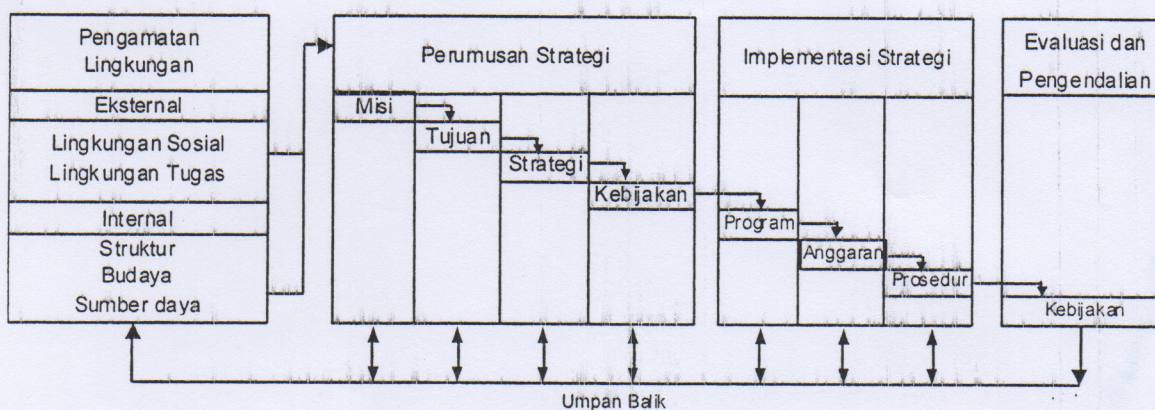 Pengamatan
Lingkungan
Eksternal
Lingkungan Sosial
Lingkungan Tugas
Internal
Struktur
Budaya
Sumber daya
Perumusan Strategi
Misi
Tujuan
Strategi
Kebijakan
Implementasi Strategi
Program
Anggaran
Prosedur
Evaluasi dan
Pengendalian
Kebijakan
Umpan Balik